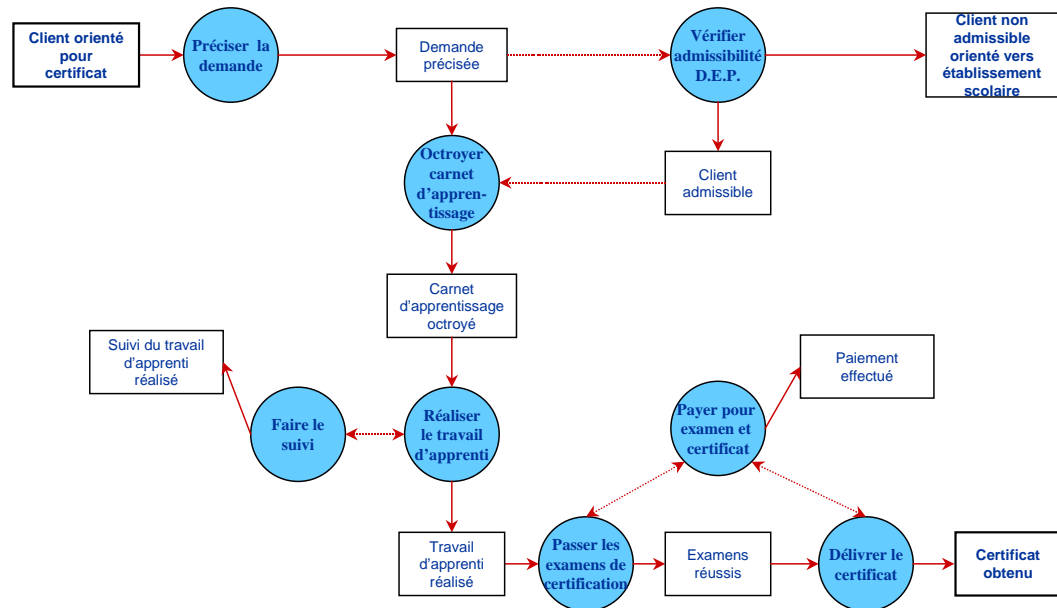 Client orienté
pour
certificat
Préciser la
demande
Demande
précisée
Vérifier
admissibilité
D.E.P.
Client non
admissible
orienté vers
établissement
scolaire
Octroyer
carnet
d’appren-
tissage
Client
admissible
Carnet
d’apprentissage
octroyé
Suivi du travail
d’apprenti
réalisé
Faire le
suivi
Réaliser
le travail
d’apprenti
Payer pour
examen et
certificat
Paiement
effectué
Travail
d’apprenti
réalisé
Passer les
examens de
certification
Examens
réussis
Délivrer le
certificat
Certificat
obtenu